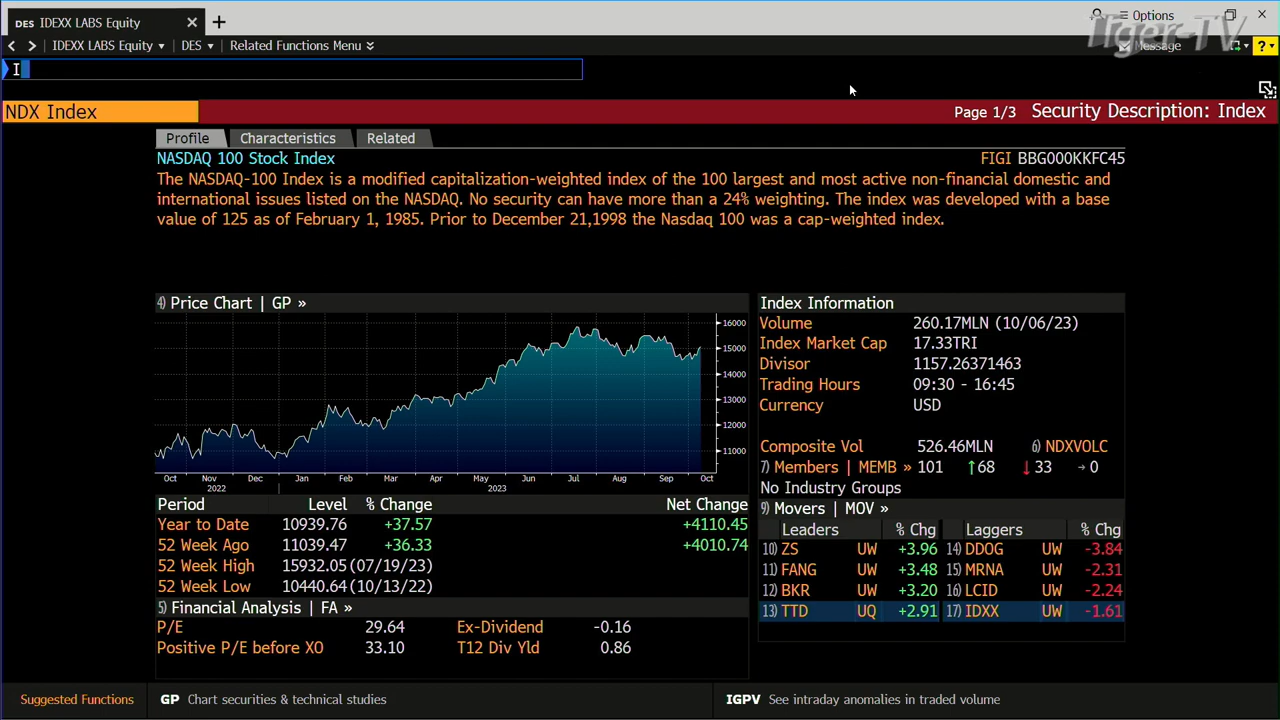 DES IDEXX LABS Equity
Options
IDEXX LABS Equity DES Related Functions Menu
Message
Tiger-TV
I
NDX Index
Page 1/3 Security Description: Index
Profile Characteristics Related
NASDAQ 100 Stock Index
FIGI BBG000KKFC45
The NASDAQ-100 Index is a modified capitalization-weighted index of the 100 largest and most active non-financial domestic and
international issues listed on the NASDAQ. No security can have more than a 24% weighting. The index was developed with a base
value of 125 as of February 1, 1985. Prior to December 21,1998 the Nasdaq 100 was a cap-weighted index.
4) Price Chart | GP »
16000
15000
14000
13000
12000
11000
Oct Nov Dec Jan Feb Mar Apr May Jun Jul Aug Sep Oct
2022 2023
Period Level % Change Net Change
Year to Date 10939.76 +37.57 +4110.45
52 Week Ago 11039.47 +36.33 +4010.74
52 Week High 15932.05 (07/19/23)
52 Week Low 10440.64 (10/13/22)
5) Financial Analysis | FA »
P/E 29.64 Ex-Dividend -0.16
Positive P/E before XO 33.10 T12 Div Yld 0.86
Index Information
Volume 260.17MLN (10/06/23)
Index Market Cap 17.33TRI
Divisor 1157.26371463
Trading Hours 09:30 - 16:45
Currency USD
Composite Vol 526.46MLN 6) NDXVOLC
7) Members | MEMB » 101 ↑68 ↓33 →0
No Industry Groups
9) Movers | MOV »
Leaders % Chg Laggers % Chg
10) ZS UW +3.96 14) DDOG UW -3.84
11) FANG UW +3.48 15) MRNA UW -2.31
12) BKR UW +3.20 16) LCID UW -2.24
13) TTD UQ +2.91 17) IDXX UW -1.61
Suggested Functions GP Chart securities & technical studies IGPV See intraday anomalies in traded volume